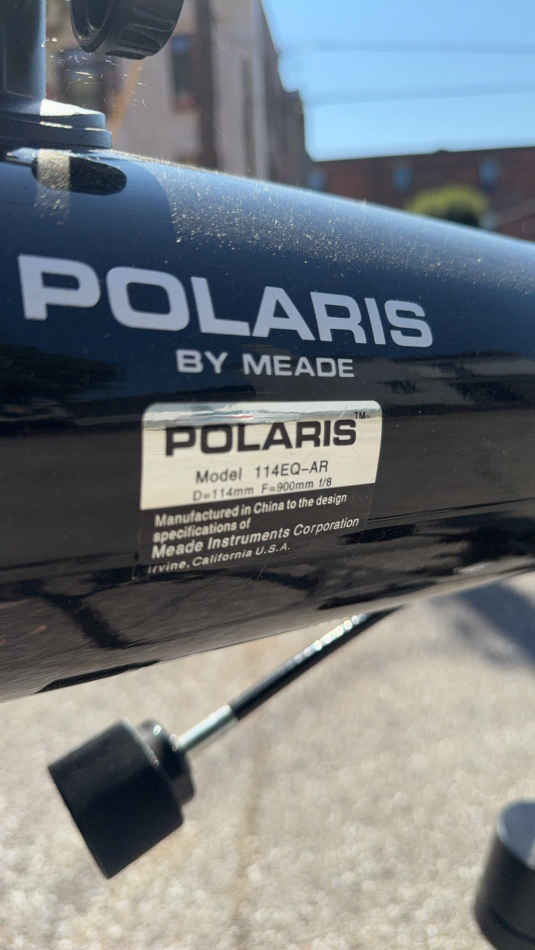 POLARIS
BY MEADE
POLARIS™
Model 114EQ-AR
D=114mm F=900mm f/8
Manufactured in China to the design
specifications of
Meade Instruments Corporation
Irvine, California U.S.A.